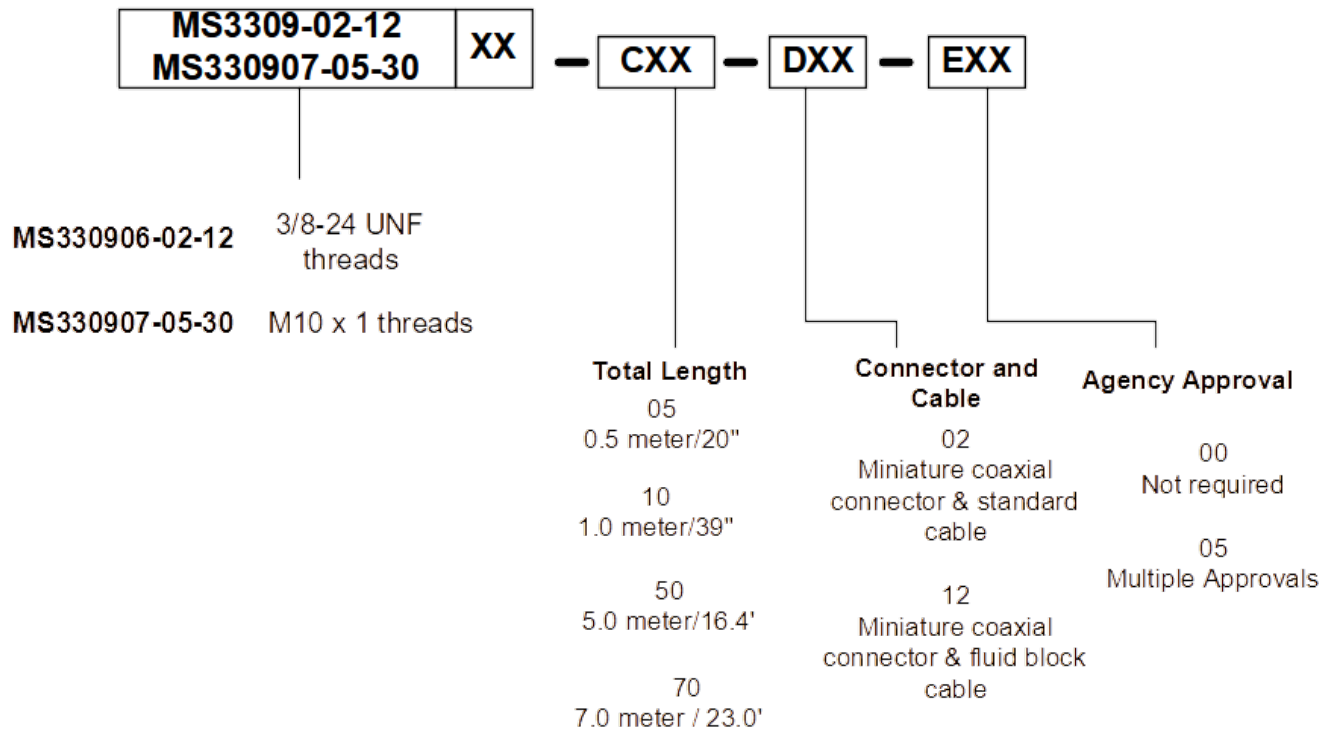 MS3309-02-12
MS330907-05-30
XX
CXX
DXX
EXX
MS330906-02-12
3/8-24 UNF
threads
MS330907-05-30
M10 x 1 threads
Total Length
05
0.5 meter/20"
10
1.0 meter/39"
50
5.0 meter/16.4'
70
7.0 meter / 23.0'
Connector and
Cable
02
Miniature coaxial
connector & standard
cable
12
Miniature coaxial
connector & fluid block
cable
Agency Approval
00
Not required
05
Multiple Approvals